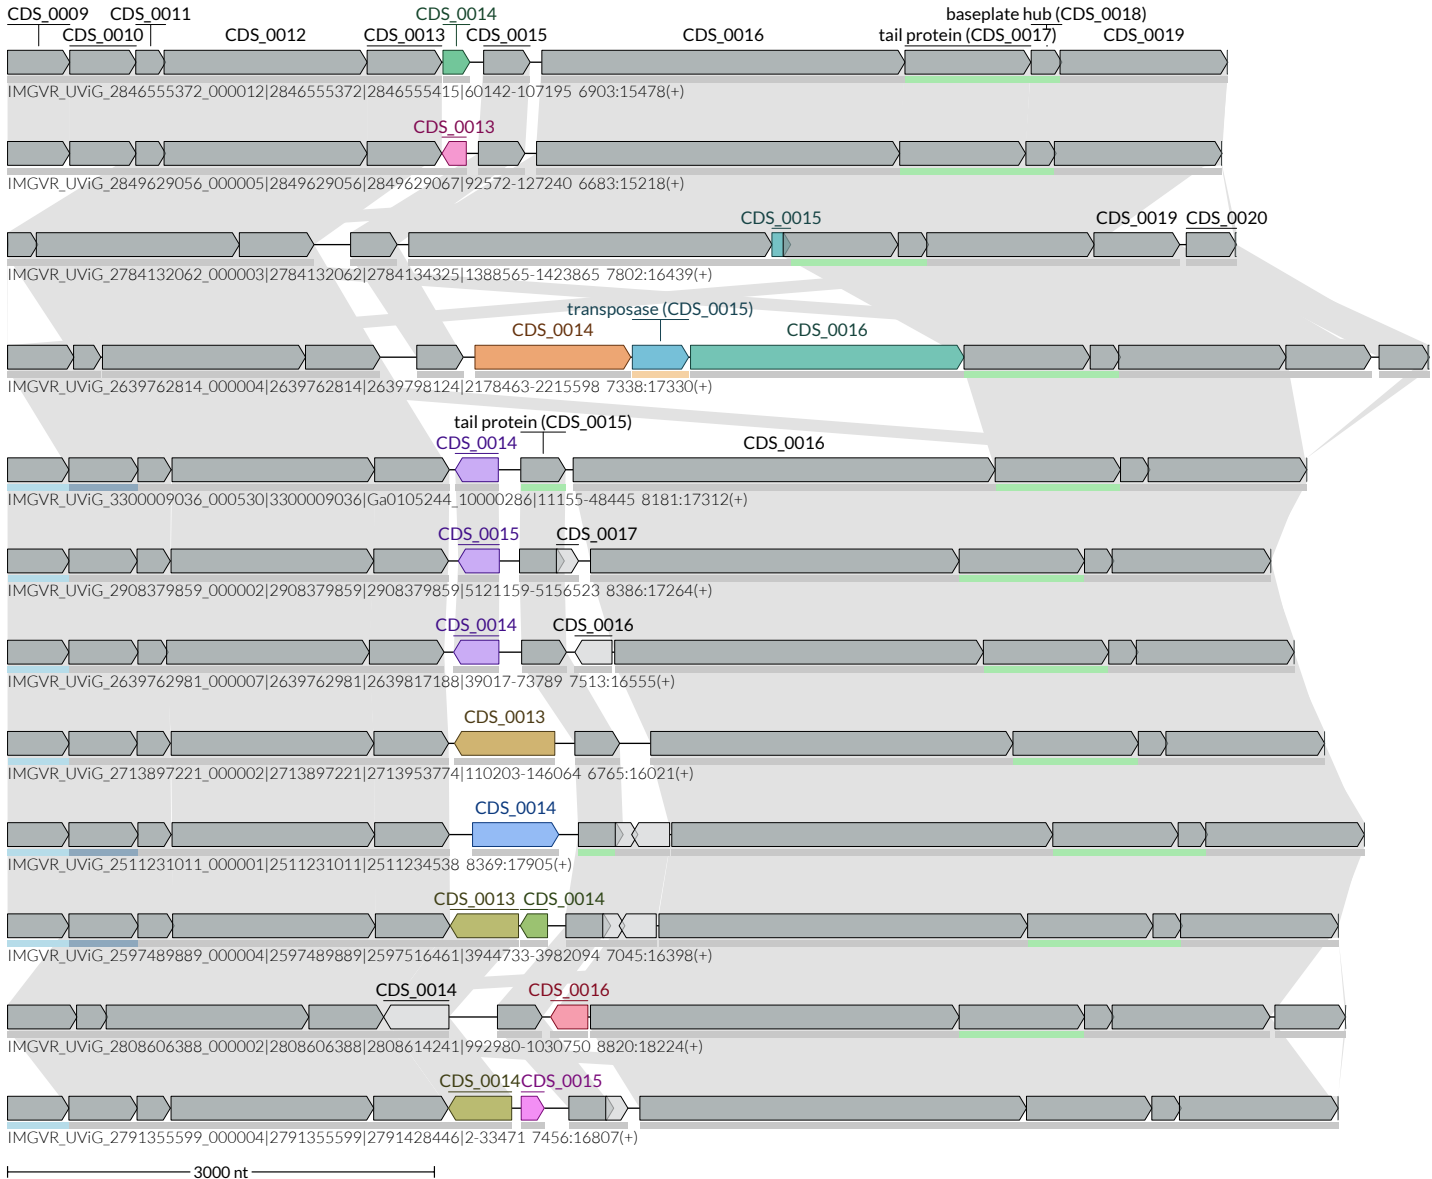 CDS_0009 CDS_0011 CDS_0014 baseplate hub (CDS_0018)
CDS_0010 CDS_0012 CDS_0013 CDS_0015 CDS_0016 tail protein (CDS_0017) CDS_0019
IMGVR_UViG_2846555372_000012|2846555372|2846555415|60142-107195 6903:15478(+)
CDS_0013
IMGVR_UViG_2849629056_000005|2849629056|2849629067|92572-127240 6683:15218(+)
CDS_0015 CDS_0019 CDS_0020
IMGVR_UViG_2784132062_000003|2784132062|2784134325|1388565-1423865 7802:16439(+)
transposase (CDS_0015)
CDS_0014 CDS_0016
IMGVR_UViG_2639762814_000004|2639762814|2639798124|2178463-2215598 7338:17330(+)
tail protein (CDS_0015)
CDS_0014 CDS_0016
IMGVR_UViG_3300009036_000530|3300009036|Ga0105244_10000286|11155-48445 8181:17312(+)
CDS_0015 CDS_0017
IMGVR_UViG_2908379859_000002|2908379859|2908379859|5121159-5156523 8386:17264(+)
CDS_0014 CDS_0016
IMGVR_UViG_2639762981_000007|2639762981|2639817188|39017-73789 7513:16555(+)
CDS_0013
IMGVR_UViG_2713897221_000002|2713897221|2713953774|110203-146064 6765:16021(+)
CDS_0014
IMGVR_UViG_2511231011_000001|2511231011|2511234538 8369:17905(+)
CDS_0013 CDS_0014
IMGVR_UViG_2597489889_000004|2597489889|2597516461|3944733-3982094 7045:16398(+)
CDS_0014 CDS_0016
IMGVR_UViG_2808606388_000002|2808606388|2808614241|992980-1030750 8820:18224(+)
CDS_0014 CDS_0015
IMGVR_UViG_2791355599_000004|2791355599|2791428446|2-33471 7456:16807(+)
3000 nt